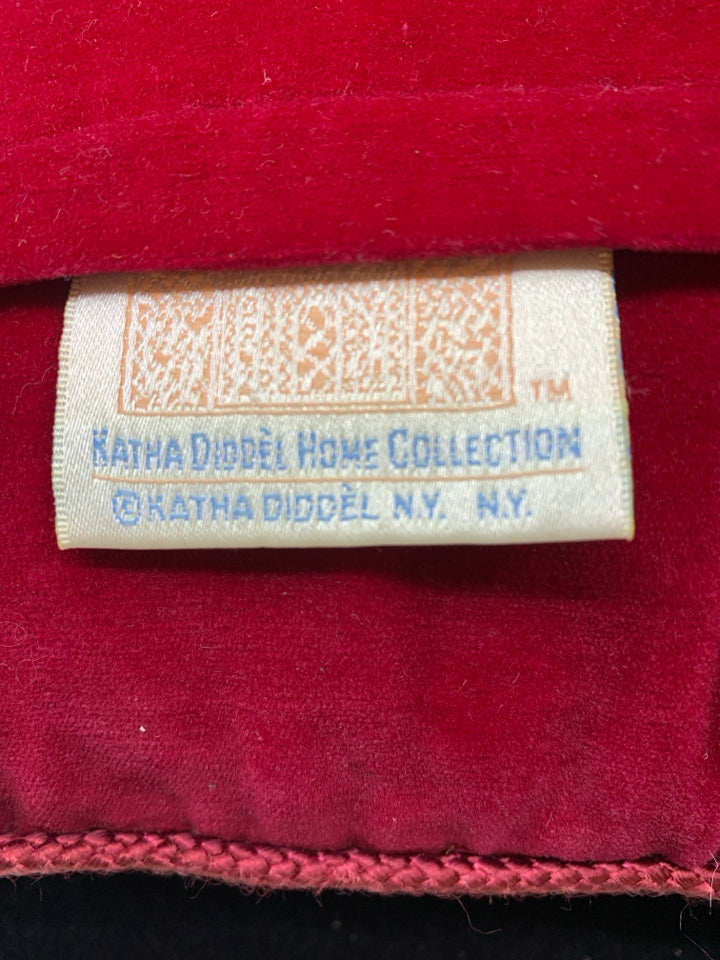 TM
KATHA DIDDÈL HOME COLLECTION
©KATHA DIDDÈL N.Y. N.Y.